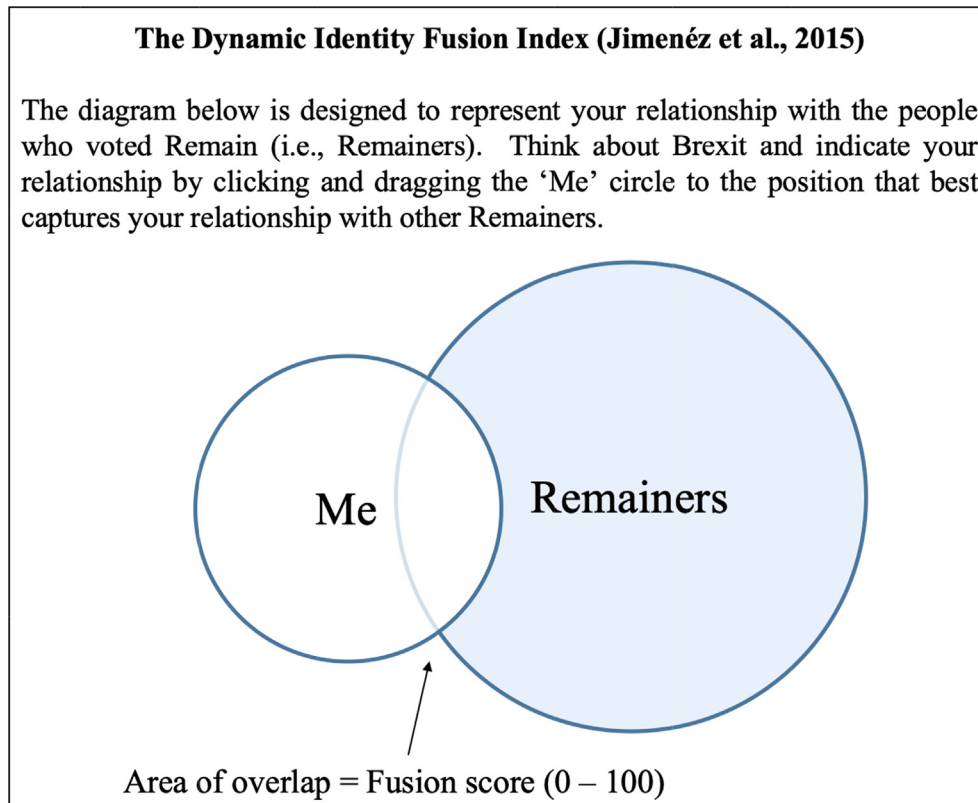 The Dynamic Identity Fusion Index (Jimenéz et al., 2015)
The diagram below is designed to represent your relationship with the people
who voted Remain (i.e., Remainers). Think about Brexit and indicate your
relationship by clicking and dragging the ‘Me’ circle to the position that best
captures your relationship with other Remainers.
Me
Remainers
Area of overlap = Fusion score (0 – 100)